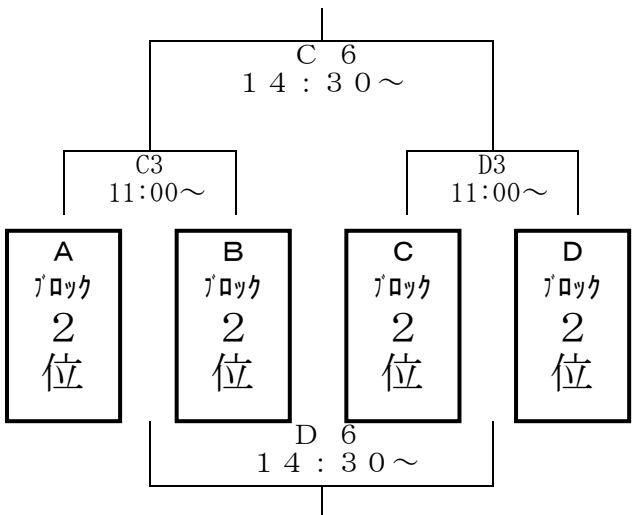 Ｃ　６
１４：３０～
C3
11:00～
D3
11:00～
A
ﾌﾞﾛｯｸ
２
位
B
ﾌﾞﾛｯｸ
２
位
C
ﾌﾞﾛｯｸ
２
位
D
ﾌﾞﾛｯｸ
２
位
Ｄ　６
１４：３０～